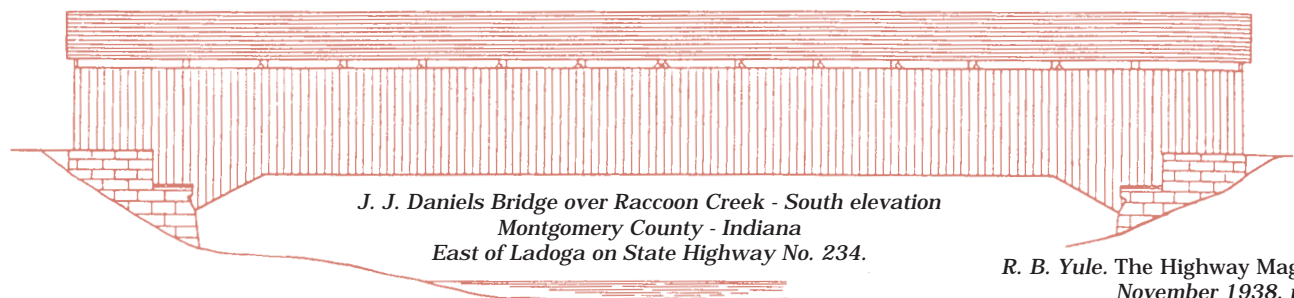 J. J. Daniels Bridge over Raccoon Creek - South elevation
Montgomery County - Indiana
East of Ladoga on State Highway No. 234.
R. B. Yule. The Highway Mag
November 1938.